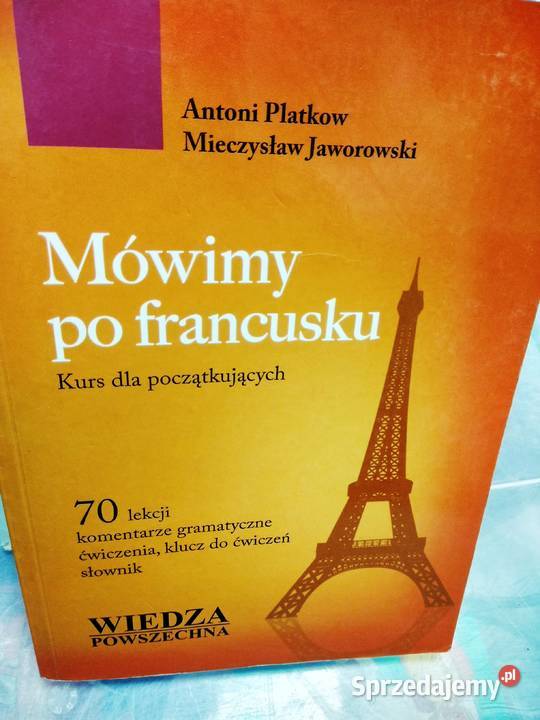 Antoni Platkow
Mieczysław Jaworowski
Mówimy
po francusku
Kurs dla początkujących
70 lekcji
komentarze gramatyczne
ćwiczenia, klucz do ćwiczeń
słownik
WIEDZA
POWSZECHNA
Sprzedajemy.pl